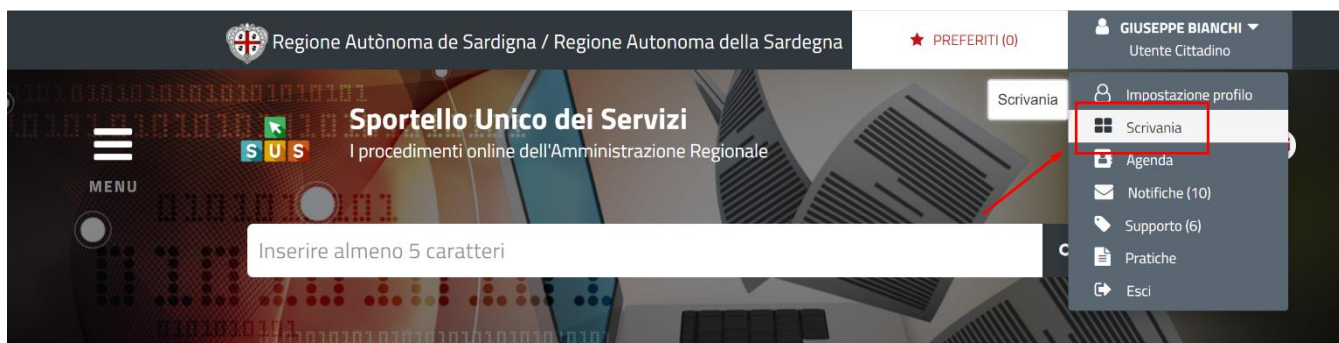 Regione Autònoma de Sardigna / Regione Autonoma della Sardegna
PREFERITI (0)
GIUSEPPE BIANCHI
Utente Cittadino
MENU
SUS
Sportello Unico dei Servizi
I procedimenti online dell'Amministrazione Regionale
Inserire almeno 5 caratteri
Scrivania
Impostazione profilo
Scrivania
Agenda
Notifiche (10)
Supporto (6)
Pratiche
Esci